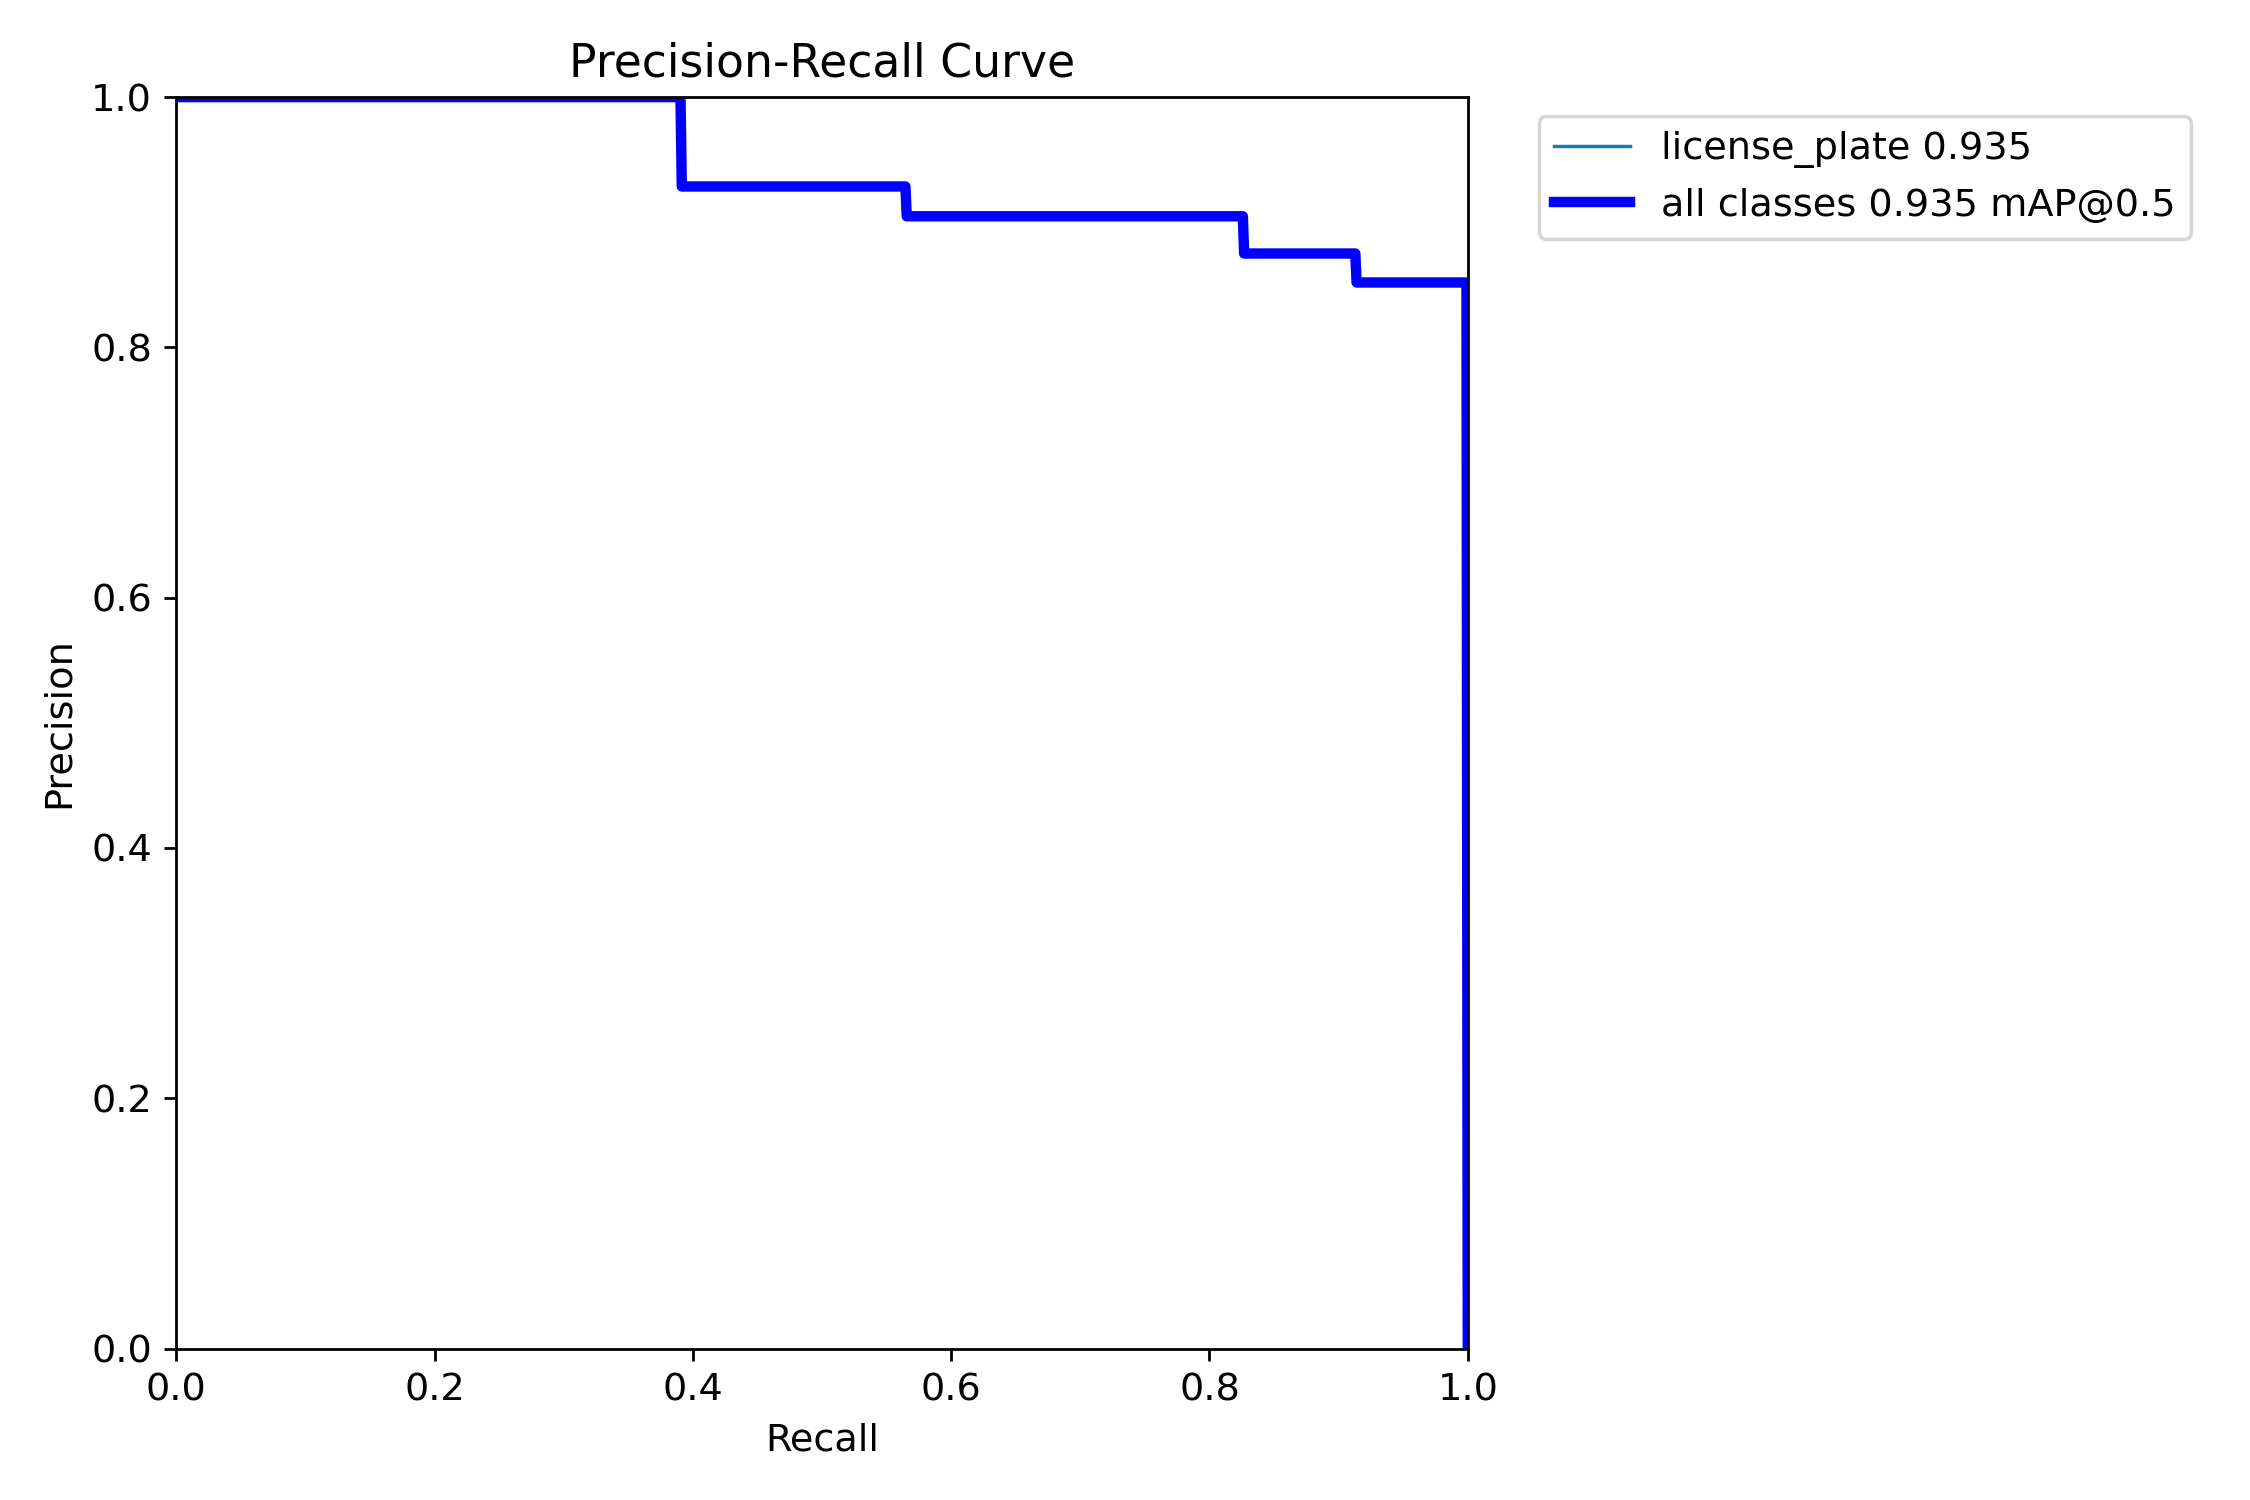 Precision-Recall Curve
1.0
0.8
0.6
0.4
0.2
0.0
Precision
0.0 0.2 0.4 0.6 0.8 1.0
Recall
license_plate 0.935
all classes 0.935 mAP@0.5